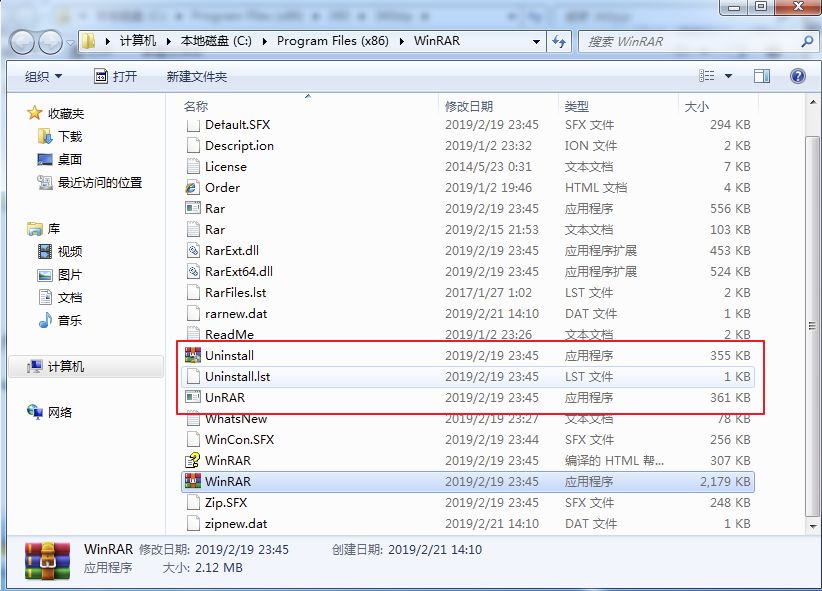 计算机 本地磁盘 (C:) Program Files (x86) WinRAR 搜索 WinRAR
组织 打开 新建文件夹
收藏夹
下载
桌面
最近访问的位置
库
视频
图片
文档
音乐
计算机
网络
名称 修改日期 类型 大小
Default.SFX 2019/2/19 23:45 SFX 文件 294 KB
Descript.ion 2019/1/2 23:32 ION 文件 2 KB
License 2014/5/23 0:31 文本文档 7 KB
Order 2019/1/2 19:46 HTML 文档 4 KB
Rar 2019/2/19 23:45 应用程序 556 KB
Rar 2019/2/15 21:53 文本文档 103 KB
RarExt.dll 2019/2/19 23:45 应用程序扩展 453 KB
RarExt64.dll 2019/2/19 23:45 应用程序扩展 524 KB
RarFiles.lst 2017/1/27 1:02 LST 文件 2 KB
rarnew.dat 2019/2/21 14:10 DAT 文件 1 KB
ReadMe 2019/1/2 23:26 文本文档 2 KB
Uninstall 2019/2/19 23:45 应用程序 355 KB
Uninstall.lst 2019/2/19 23:45 LST 文件 1 KB
UnRAR 2019/2/19 23:45 应用程序 361 KB
WhatsNew 2019/2/19 23:27 文本文档 78 KB
WinCon.SFX 2019/2/19 23:44 SFX 文件 256 KB
WinRAR 2019/2/19 23:45 编译的 HTML 帮... 307 KB
WinRAR 2019/2/19 23:45 应用程序 2,179 KB
Zip.SFX 2019/2/19 23:45 SFX 文件 248 KB
zipnew.dat 2019/2/21 14:10 DAT 文件 1 KB
WinRAR 修改日期: 2019/2/19 23:45 创建日期: 2019/2/21 14:10
应用程序 大小: 2.12 MB